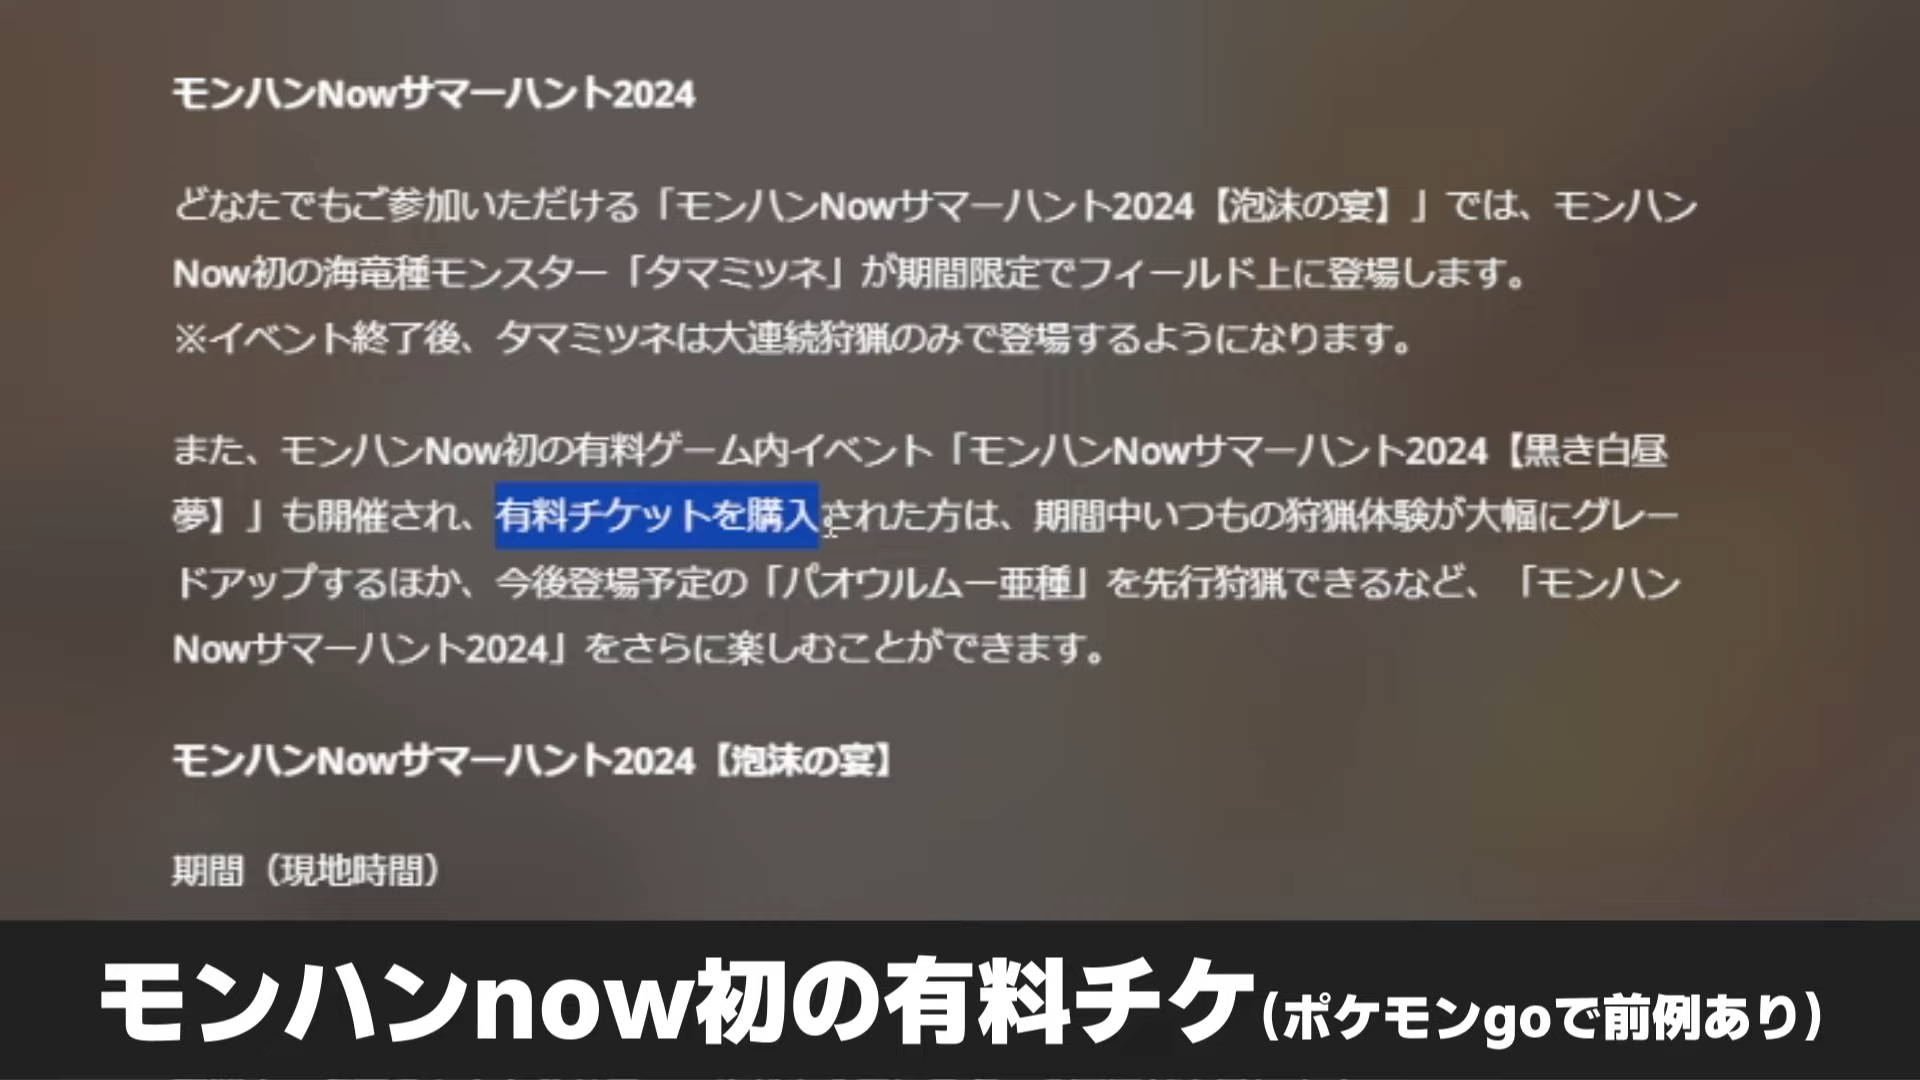 モンハンNowサマーハント2024
どなたでもご参加いただける「モンハンNowサマーハント2024【泡沫の宴】」では、モンハン
Now初の海竜種モンスター「タマミツネ」が期間限定でフィールド上に登場します。
※イベント終了後、タマミツネは大連続狩猟のみで登場するようになります。
また、モンハンNow初の有料ゲーム内イベント「モンハンNowサマーハント2024【黒き白昼
夢】」も開催され、有料チケットを購入された方は、期間中いつもの狩猟体験が大幅にグレー
ドアップするほか、今後登場予定の「パオウルムー亜種」を先行狩猟できるなど、「モンハン
Nowサマーハント2024」をさらに楽しむことができます。
モンハンNowサマーハント2024【泡沫の宴】
期間（現地時間）
モンハンnow初の有料チケ(ポケモンgoで前例あり)